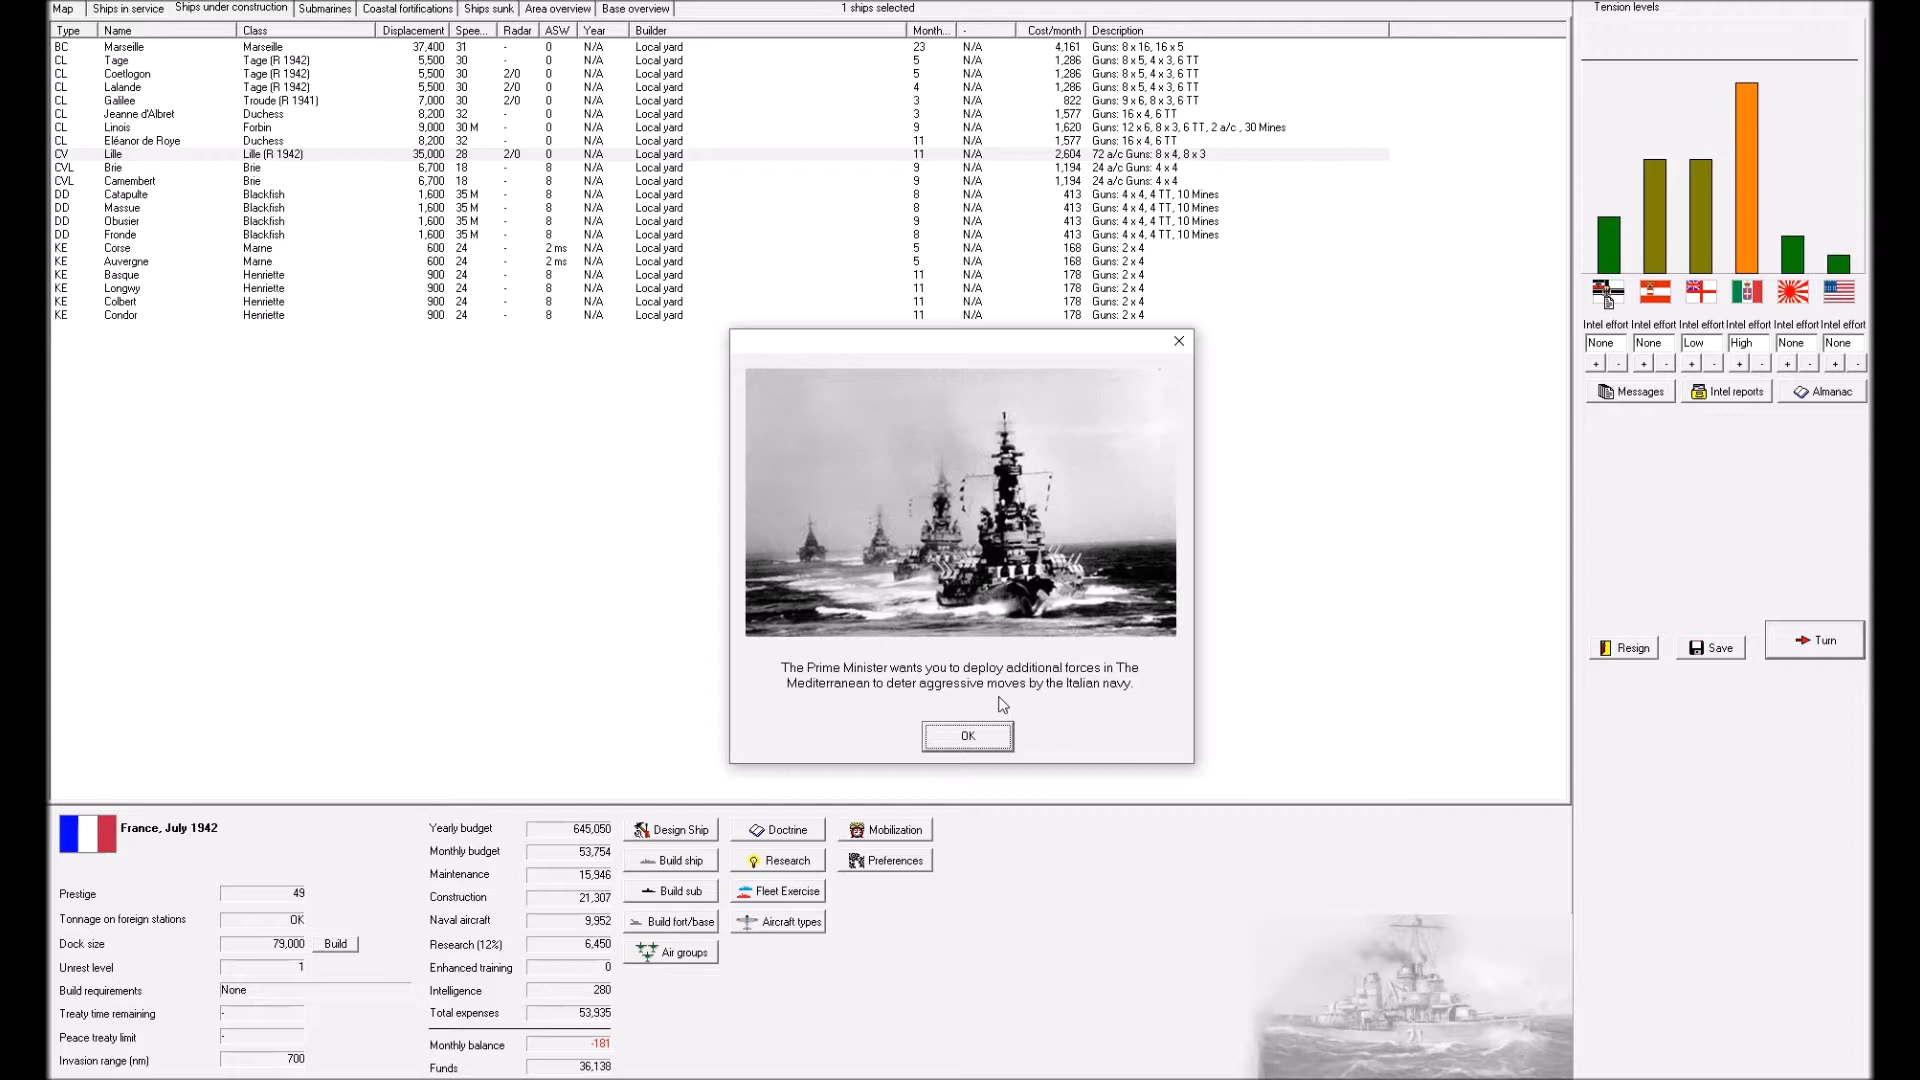 Map Ships in service Ships under construction Submarines Coastal fortifications Ships sunk Area overview Base overview 1 ships selected Tension levels
Type Name Class Displacement Spee... Radar ASW Year Builder Month... - Cost/month Description
BC Marseille Marseille 37,400 31 - 0 N/A Local yard 23 N/A 4,161 Guns: 8 x 16, 16 x 5
CL Tage Tage (R 1942) 5,500 30 - 0 N/A Local yard 5 N/A 1,286 Guns: 8 x 5, 4 x 3, 6 TT
CL Coetlogon Tage (R 1942) 5,500 30 2/0 0 N/A Local yard 5 N/A 1,286 Guns: 8 x 5, 4 x 3, 6 TT
CL Lalande Tage (R 1942) 5,500 30 2/0 0 N/A Local yard 4 N/A 1,286 Guns: 8 x 5, 4 x 3, 6 TT
CL Galilee Troude (R 1941) 7,000 30 2/0 0 N/A Local yard 3 N/A 822 Guns: 9 x 6, 8 x 3, 6 TT
CL Jeanne d'Albret Duchess 8,200 32 - 0 N/A Local yard 3 N/A 1,577 Guns: 16 x 4, 6 TT
CL Linois Forbin 9,000 30 M - 0 N/A Local yard 9 N/A 1,620 Guns: 12 x 6, 8 x 3, 6 TT, 2 a/c , 30 Mines
CL Eléanor de Roye Duchess 8,200 32 - 0 N/A Local yard 11 N/A 1,577 Guns: 16 x 4, 6 TT
CV Lille Lille (R 1942) 35,000 28 2/0 0 N/A Local yard 11 N/A 2,604 72 a/c Guns: 8 x 4, 8 x 3
CVL Brie Brie 6,700 18 - 8 N/A Local yard 9 N/A 1,194 24 a/c Guns: 4 x 4
CVL Camembert Brie 6,700 18 - 8 N/A Local yard 9 N/A 1,194 24 a/c Guns: 4 x 4
DD Catapulte Blackfish 1,600 35 M - 8 N/A Local yard 8 N/A 413 Guns: 4 x 4, 4 TT, 10 Mines
DD Massue Blackfish 1,600 35 M - 8 N/A Local yard 8 N/A 413 Guns: 4 x 4, 4 TT, 10 Mines
DD Obusier Blackfish 1,600 35 M - 8 N/A Local yard 9 N/A 413 Guns: 4 x 4, 4 TT, 10 Mines
DD Fronde Blackfish 1,600 35 M - 8 N/A Local yard 8 N/A 413 Guns: 4 x 4, 4 TT, 10 Mines
KE Corse Marne 600 24 - 2 ms N/A Local yard 5 N/A 168 Guns: 2 x 4
KE Auvergne Marne 600 24 - 2 ms N/A Local yard 5 N/A 168 Guns: 2 x 4
KE Basque Henriette 900 24 - 8 N/A Local yard 11 N/A 178 Guns: 2 x 4
KE Longwy Henriette 900 24 - 8 N/A Local yard 11 N/A 178 Guns: 2 x 4
KE Colbert Henriette 900 24 - 8 N/A Local yard 11 N/A 178 Guns: 2 x 4
KE Condor Henriette 900 24 - 8 N/A Local yard 11 N/A 178 Guns: 2 x 4
Intel effort Intel effort Intel effort Intel effort Intel effort Intel effort
None None Low High None None
+ - + - + - + - + - + -
Messages Intel reports Almanac
The Prime Minister wants you to deploy additional forces in The
Mediterranean to deter aggressive moves by the Italian navy.
OK
Resign Save Turn
France, July 1942
Prestige 49
Tonnage on foreign stations OK
Dock size 79,000 Build
Unrest level 1
Build requirements None
Treaty time remaining -
Peace treaty limit -
Invasion range (nm) 700
Yearly budget 645,050
Monthly budget 53,754
Maintenance 15,946
Construction 21,307
Naval aircraft 9,952
Research (12%) 6,450
Enhanced training 0
Intelligence 280
Total expenses 53,935
Monthly balance -181
Funds 36,138
Design Ship Doctrine Mobilization
Build ship Research Preferences
Build sub Fleet Exercise
Build fort/base Aircraft types
Air groups
21